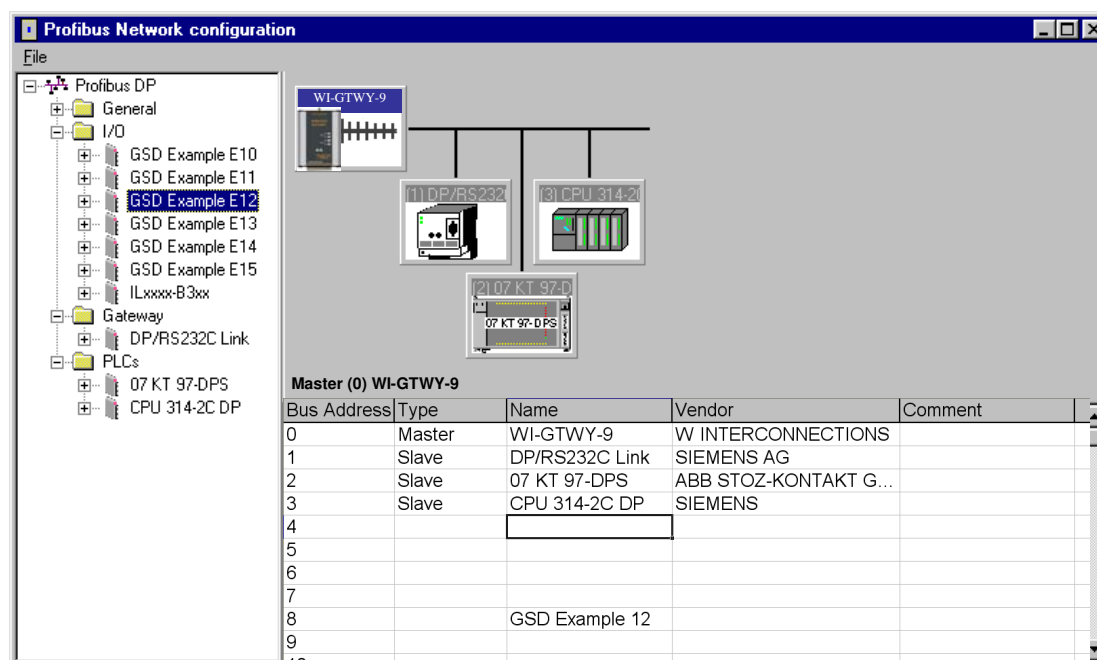 Profibus Network configuration
File
Profibus DP
General
I/O
GSD Example E10
GSD Example E11
GSD Example E12
GSD Example E13
GSD Example E14
GSD Example E15
ILxxxx-B3xx
Gateway
DP/RS232C Link
PLCs
07 KT 97-DPS
CPU 314-2C DP
WI-GTWY-9
(1) DP/RS232
(3) CPU 314-2
(2) 07 KT 97-D
07 KT 97-DPS
Master (0) WI-GTWY-9
Bus Address Type Name Vendor Comment
0 Master WI-GTWY-9 W INTERCONNECTIONS
1 Slave DP/RS232C Link SIEMENS AG
2 Slave 07 KT 97-DPS ABB STOZ-KONTAKT G...
3 Slave CPU 314-2C DP SIEMENS
4
5
6
7
8 GSD Example 12
9